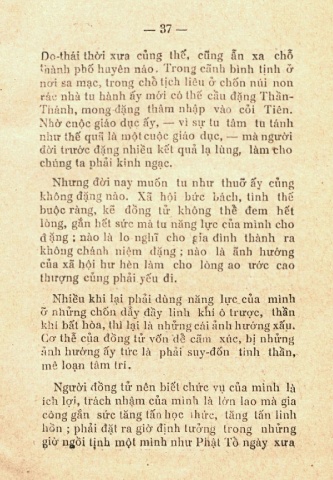 — 37 —
Do-thái thời xưa củng thế, cũng ẩn xa chỗ
thành phố huyên náo. Trong cảnh bình tịnh ở
nơi sa mạc, trong chỗ tịch liêu ở chốn núi non
rác nhà tu hành ấy mới có thể cầu đặng Thần-
Thánh, mong đặng thâm nhập vào cỏi Tiên.
Nhờ cuộc giáo dục ấy, — vì sự tu tâm tu tánh
như thế quả là một cuộc giáo dục, — mà người
đời trước đặng nhiều kết quả lạ lùng, làm cho
chúng ta phải kinh ngạc.
Nhưng đời nay muốn tu như thuở ấy củng
không đặng nào. Xã hội bức bách, tình thế
buộc ràng, kẻ đồng tử không thể đem hết
lòng, gắn hết sức mà tu năng lực của mình cho
đặng ; nào là lo nghĩ cho gia đình thành ra
không chánh niệm đặng ; nào là ảnh hưởng
của xã hội hư hèn làm cho lòng ao ước cao
thượng củng phải yếu đi.
Nhiều khi lại phải dùng năng lực của mình
ở những chốn đầy đầy linh khí ô trược, thần
khí bất hòa, thì lại là những cái ảnh hưởng xấu.
Cơ thể của đồng tử vốn dể cảm xúc, bị những
ảnh hưởng ấy tức là phải suy-đồn tinh thần,
mê loạn tâm trí.
Người đồng tử nên biết chức vụ của mình là
ích lợi, trách nhậm của mình là lớn lao mà gia
công gắn sức tăng tấn học thức, tăng tấn linh
hồn ; phải đặt ra giờ định tưởng trong những
giờ ngồi tịnh một mình như Phật Tổ ngày xưa